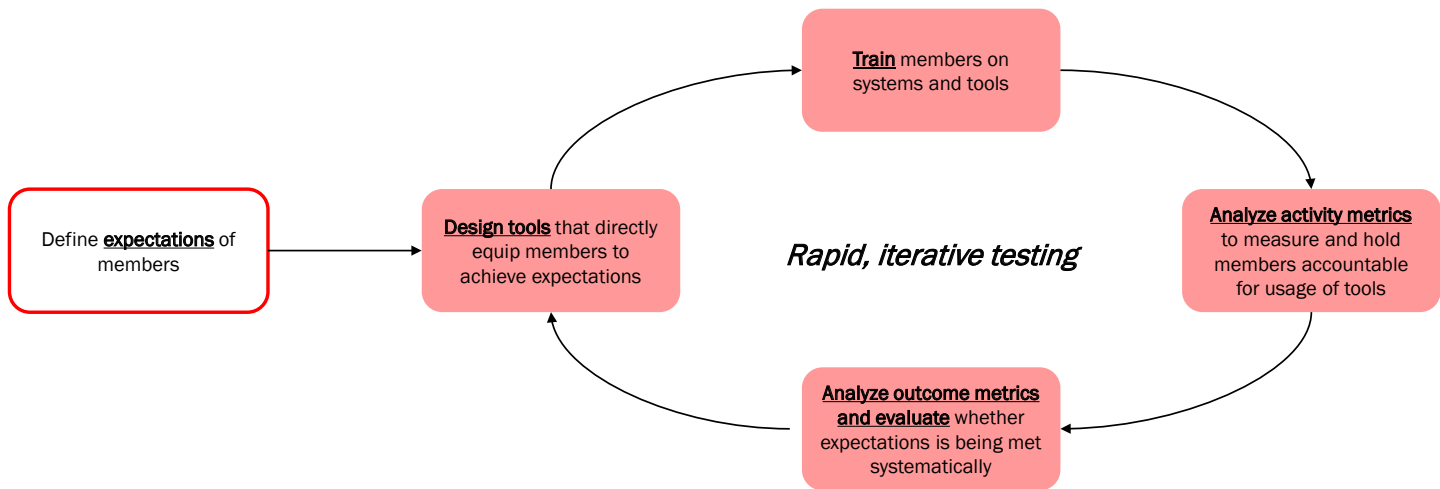 Define expectations of
members
Design tools that directly
equip members to
achieve expectations
Train members on
systems and tools
Analyze activity metrics
to measure and hold
members accountable
for usage of tools
Analyze outcome metrics
and evaluate whether
expectations is being met
systematically
Rapid, iterative testing